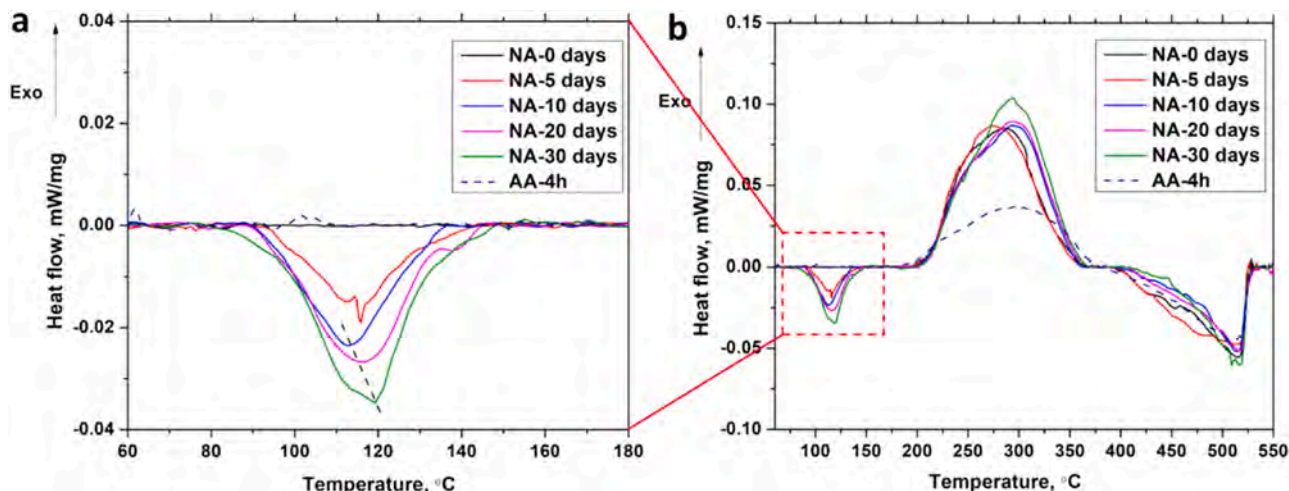 a
Exo
Heat flow, mW/mg
0.04
0.02
0.00
-0.02
-0.04
NA-0 days
NA-5 days
NA-10 days
NA-20 days
NA-30 days
AA-4h
60 80 100 120 140 160 180
Temperature, °C
b
Exo
Heat flow, mW/mg
0.15
0.10
0.05
0.00
-0.05
-0.10
NA-0 days
NA-5 days
NA-10 days
NA-20 days
NA-30 days
AA-4h
100 150 200 250 300 350 400 450 500 550
Temperature, °C